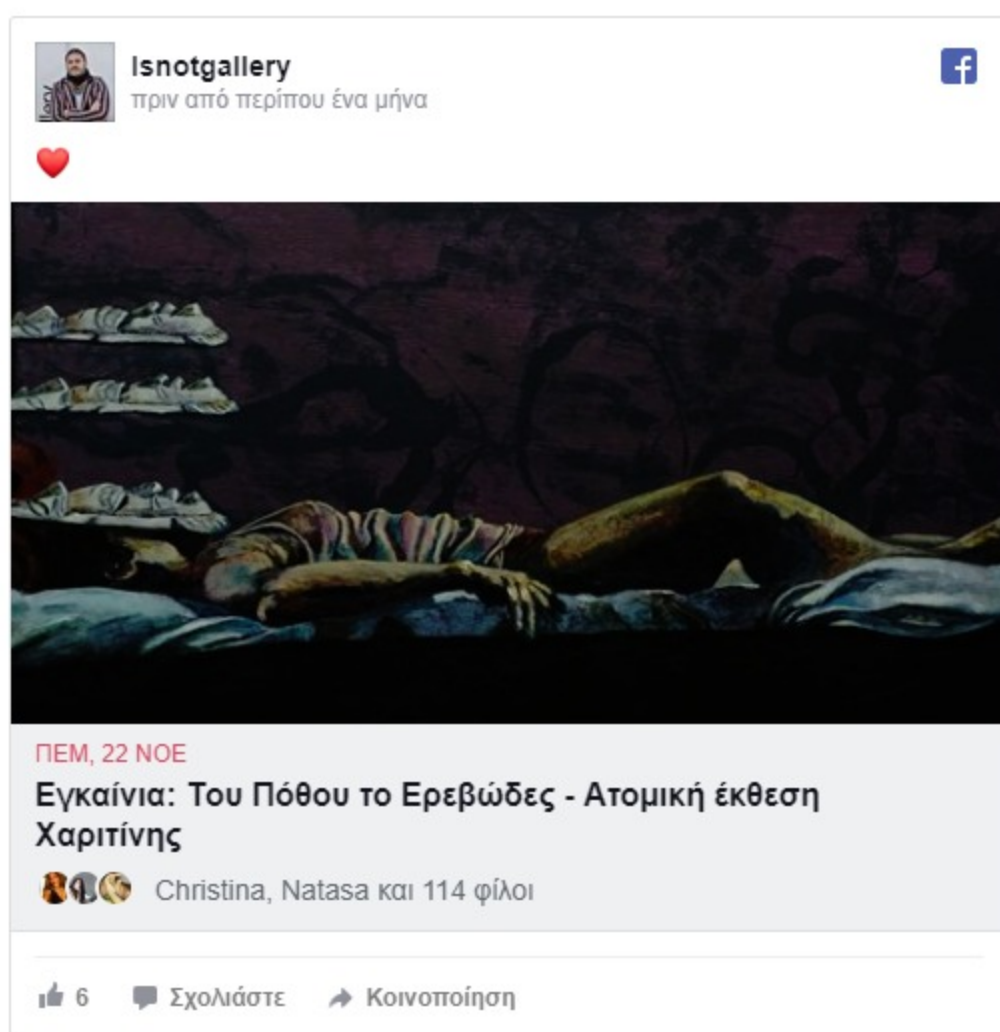 Isnotgallery
πριν από περίπου ένα μήνα
ΠΕΜ, 22 ΝΟΕ
Εγκαίνια: Του Πόθου το Ερεβώδες - Ατομική έκθεση
Χαριτίνης
Christina, Natasa και 114 φίλοι
6 Σχολιάστε Κοινοποίηση